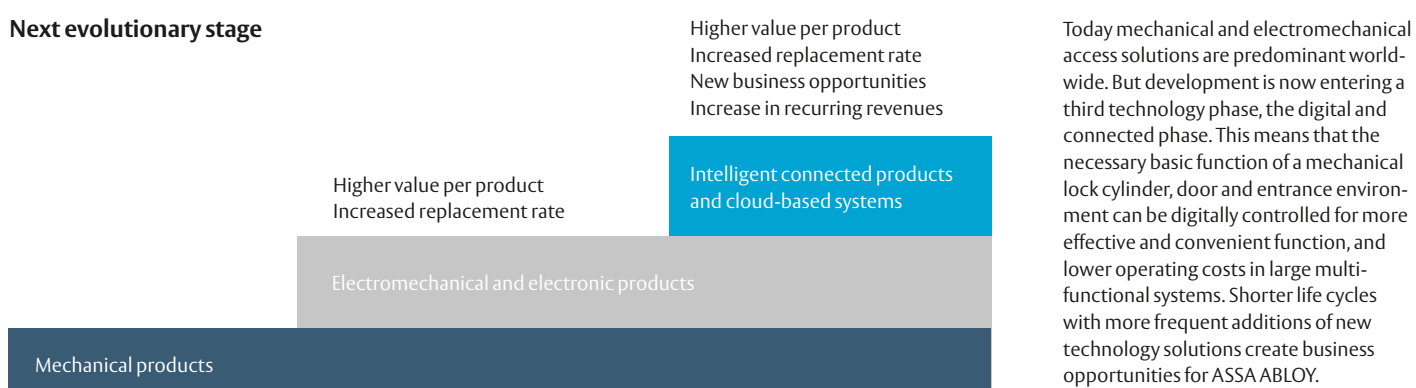 Next evolutionary stage
Higher value per product
Increased replacement rate
New business opportunities
Increase in recurring revenues
Intelligent connected products
and cloud-based systems
Higher value per product
Increased replacement rate
Electromechanical and electronic products
Mechanical products
Today mechanical and electromechanical
access solutions are predominant world-
wide. But development is now entering a
third technology phase, the digital and
connected phase. This means that the
necessary basic function of a mechanical
lock cylinder, door and entrance environ-
ment can be digitally controlled for more
effective and convenient function, and
lower operating costs in large multi-
functional systems. Shorter life cycles
with more frequent additions of new
technology solutions create business
opportunities for ASSA ABLOY.